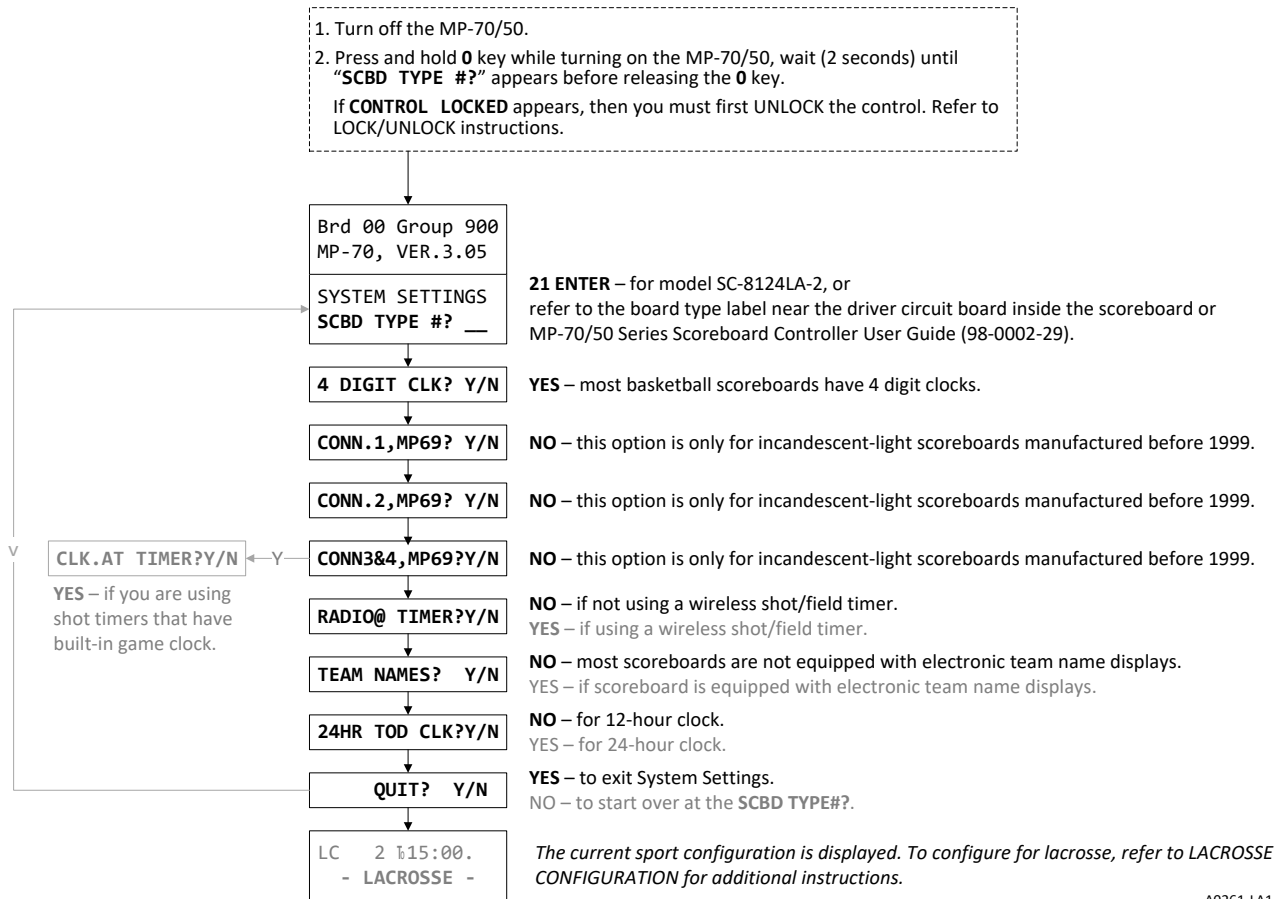 1. Turn off the MP-70/50.
2. Press and hold 0 key while turning on the MP-70/50, wait (2 seconds) until
“SCBD TYPE #?” appears before releasing the 0 key.
If CONTROL LOCKED appears, then you must first UNLOCK the control. Refer to
LOCK/UNLOCK instructions.
Brd 00 Group 900
MP-70, VER.3.05
SYSTEM SETTINGS
SCBD TYPE #? __
21 ENTER – for model SC-8124LA-2, or
refer to the board type label near the driver circuit board inside the scoreboard or
MP-70/50 Series Scoreboard Controller User Guide (98-0002-29).
4 DIGIT CLK? Y/N
YES – most basketball scoreboards have 4 digit clocks.
CONN.1,MP69? Y/N
NO – this option is only for incandescent-light scoreboards manufactured before 1999.
CONN.2,MP69? Y/N
NO – this option is only for incandescent-light scoreboards manufactured before 1999.
V
CLK.AT TIMER?Y/N
Y
CONN3&4,MP69?Y/N
NO – this option is only for incandescent-light scoreboards manufactured before 1999.
YES – if you are using
shot timers that have
built-in game clock.
RADIO@ TIMER?Y/N
NO – if not using a wireless shot/field timer.
YES – if using a wireless shot/field timer.
TEAM NAMES? Y/N
NO – most scoreboards are not equipped with electronic team name displays.
YES – if scoreboard is equipped with electronic team name displays.
24HR TOD CLK?Y/N
NO – for 12-hour clock.
YES – for 24-hour clock.
QUIT? Y/N
YES – to exit System Settings.
NO – to start over at the SCBD TYPE#?.
LC 2 15:00.
- LACROSSE -
The current sport configuration is displayed. To configure for lacrosse, refer to LACROSSE
CONFIGURATION for additional instructions.